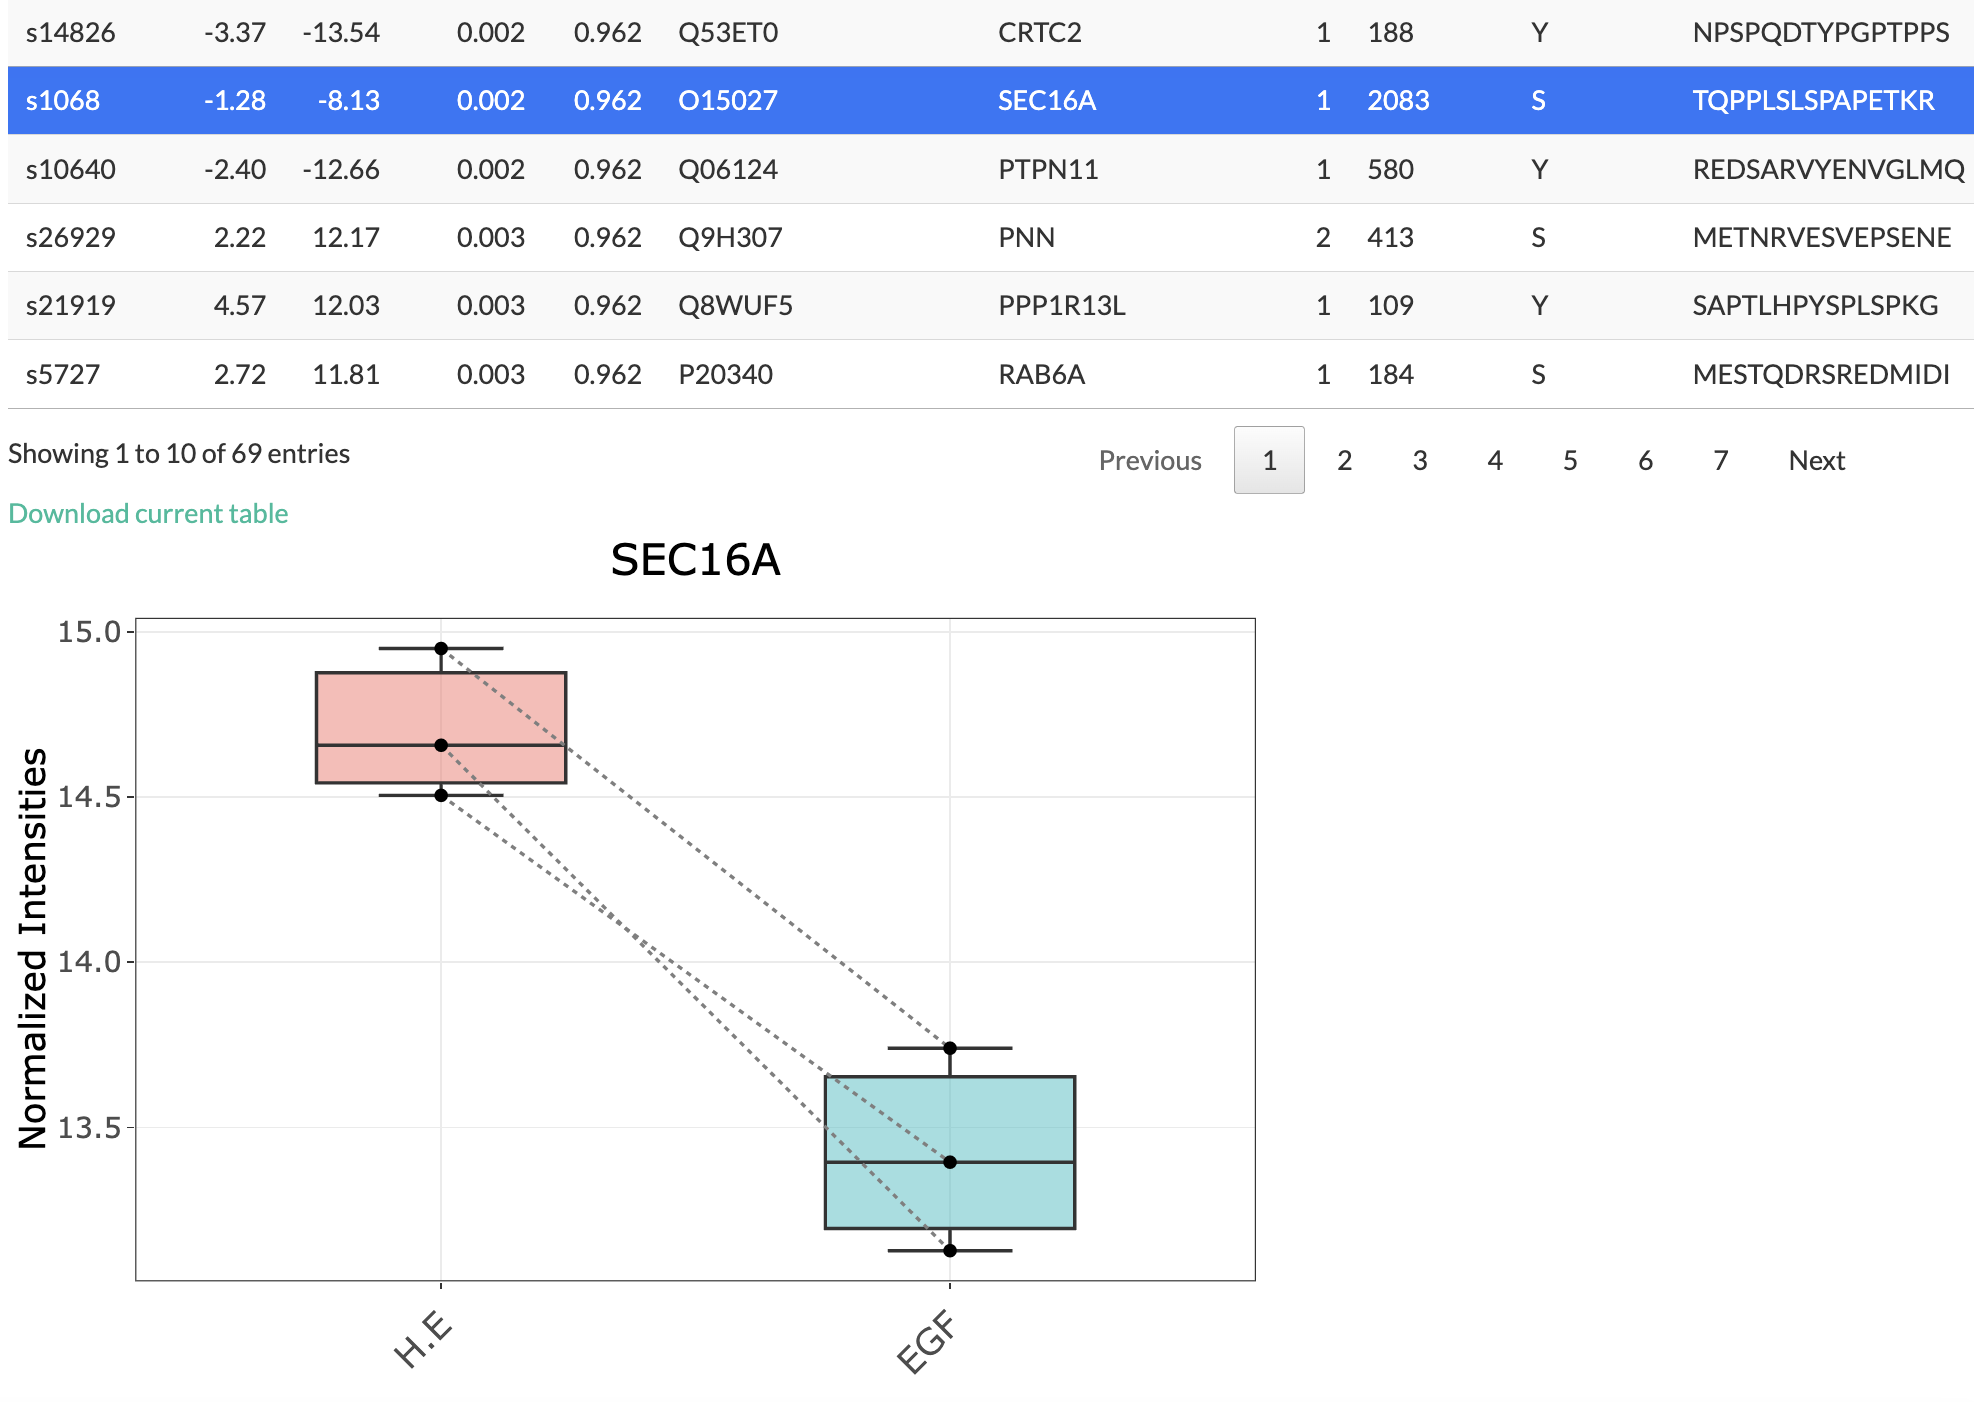 s14826 -3.37 -13.54 0.002 0.962 Q53ET0 CRTC2 1 188 Y NPSPQDTYPGPTPPS
s1068 -1.28 -8.13 0.002 0.962 O15027 SEC16A 1 2083 S TQPPLSLSPAPETKR
s10640 -2.40 -12.66 0.002 0.962 Q06124 PTPN11 1 580 Y REDSARVYENVGLMQ
s26929 2.22 12.17 0.003 0.962 Q9H307 PNN 2 413 S METNRVESVEPSENE
s21919 4.57 12.03 0.003 0.962 Q8WUF5 PPP1R13L 1 109 Y SAPTLHPYSPLSPKG
s5727 2.72 11.81 0.003 0.962 P20340 RAB6A 1 184 S MESTQDRSREDMIDI
Showing 1 to 10 of 69 entries
Previous 1 2 3 4 5 6 7 Next
Download current table
SEC16A
Normalized Intensities
15.0
14.5
14.0
13.5
H.E
EGF